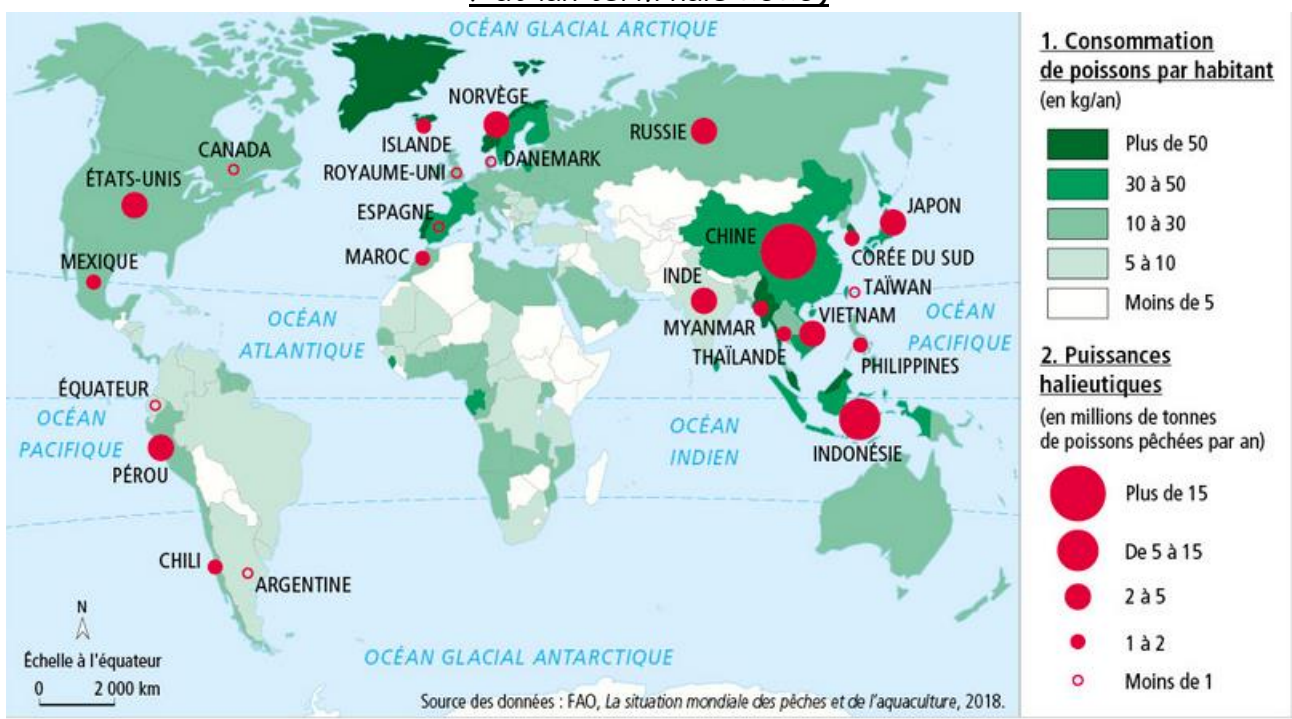 OCÉAN GLACIAL ARCTIQUE
NORVÈGE
ISLANDE
RUSSIE
CANADA
DANEMARK
ROYAUME-UNI
ÉTATS-UNIS
ESPAGNE
JAPON
CHINE
MAROC
CORÉE DU SUD
MEXIQUE
INDE
TAÏWAN
OCÉAN
ATLANTIQUE
MYANMAR
VIETNAM
OCÉAN
PACIFIQUE
THAÏLANDE
PHILIPPINES
ÉQUATEUR
OCÉAN
PACIFIQUE
OCÉAN
INDIEN
PÉROU
INDONÉSIE
CHILI
ARGENTINE
N
Échelle à l'équateur
0 2 000 km
OCÉAN GLACIAL ANTARCTIQUE
Source des données : FAO, La situation mondiale des pêches et de l'aquaculture, 2018.
1. Consommation
de poissons par habitant
(en kg/an)
Plus de 50
30 à 50
10 à 30
5 à 10
Moins de 5
2. Puissances
halieutiques
(en millions de tonnes
de poissons pêchées par an)
Plus de 15
De 5 à 15
2 à 5
1 à 2
Moins de 1